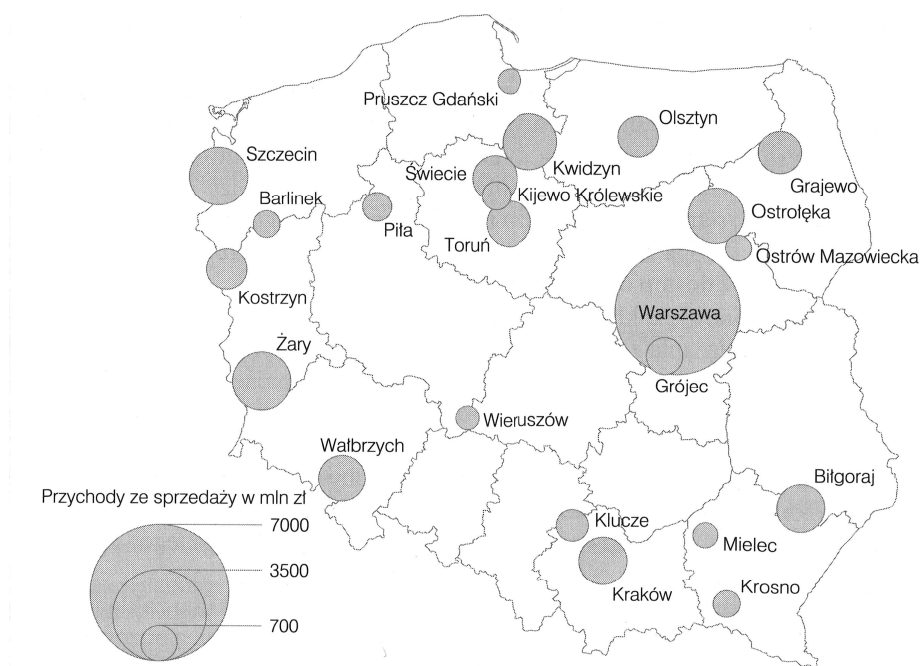 Pruszcz Gdański
Olsztyn
Szczecin
Kwidzyn
Świecie
Grajewo
Barlinek
Kijewo Królewskie
Ostrołęka
Piła
Toruń
Ostrów Mazowiecka
Kostrzyn
Warszawa
Żary
Grójec
Wieruszów
Wałbrzych
Biłgoraj
Przychody ze sprzedaży w mln zł
7000
3500
700
Klucze
Mielec
Kraków
Krosno